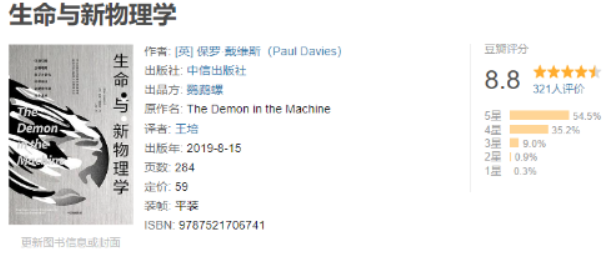 生命与新物理学
作者: [英] 保罗 戴维斯（Paul Davies）
出版社: 中信出版社
出品方: 鹦鹉螺
原作名: The Demon in the Machine
译者: 王培
出版年: 2019-8-15
页数: 284
定价: 59
装帧: 平装
ISBN: 9787521706741
豆瓣评分
8.8
321人评价
5星 54.5%
4星 35.2%
3星 9.0%
2星 0.9%
1星 0.3%
生命·与·新物理学
The
Demon
in the
Machine
更新图书信息或封面